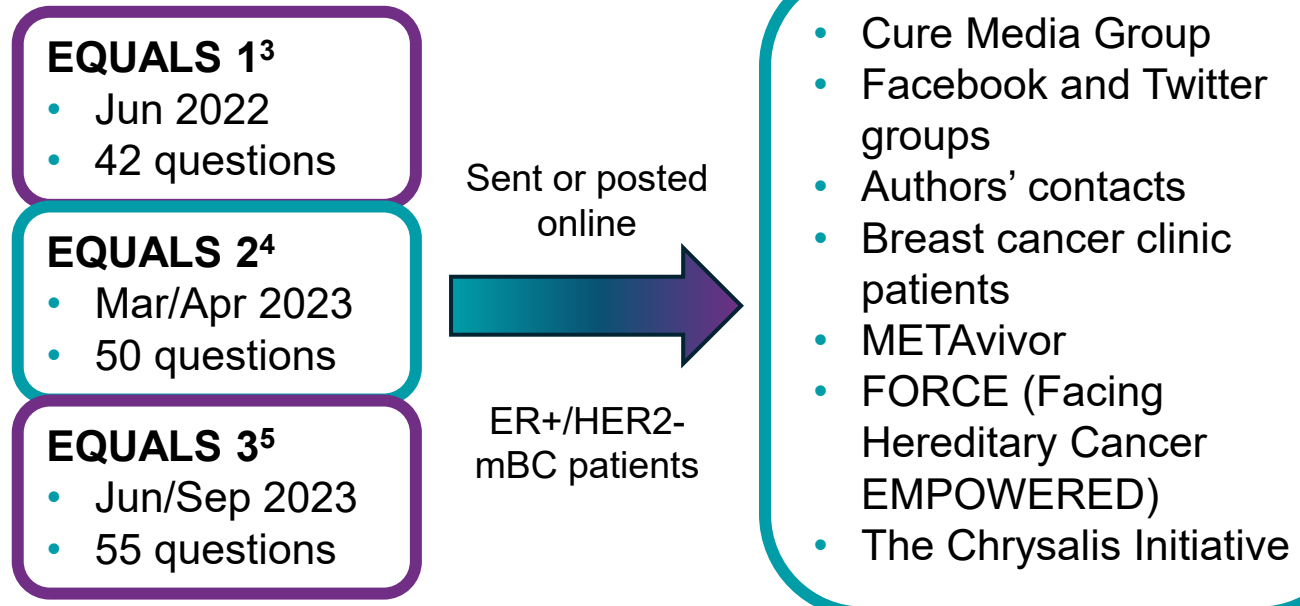 EQUALS 1³
• Jun 2022
• 42 questions
EQUALS 2⁴
• Mar/Apr 2023
• 50 questions
EQUALS 3⁵
• Jun/Sep 2023
• 55 questions
Sent or posted
online
ER+/HER2-
mBC patients
• Cure Media Group
• Facebook and Twitter
groups
• Authors’ contacts
• Breast cancer clinic
patients
• METAvivor
• FORCE (Facing
Hereditary Cancer
EMPOWERED)
• The Chrysalis Initiative